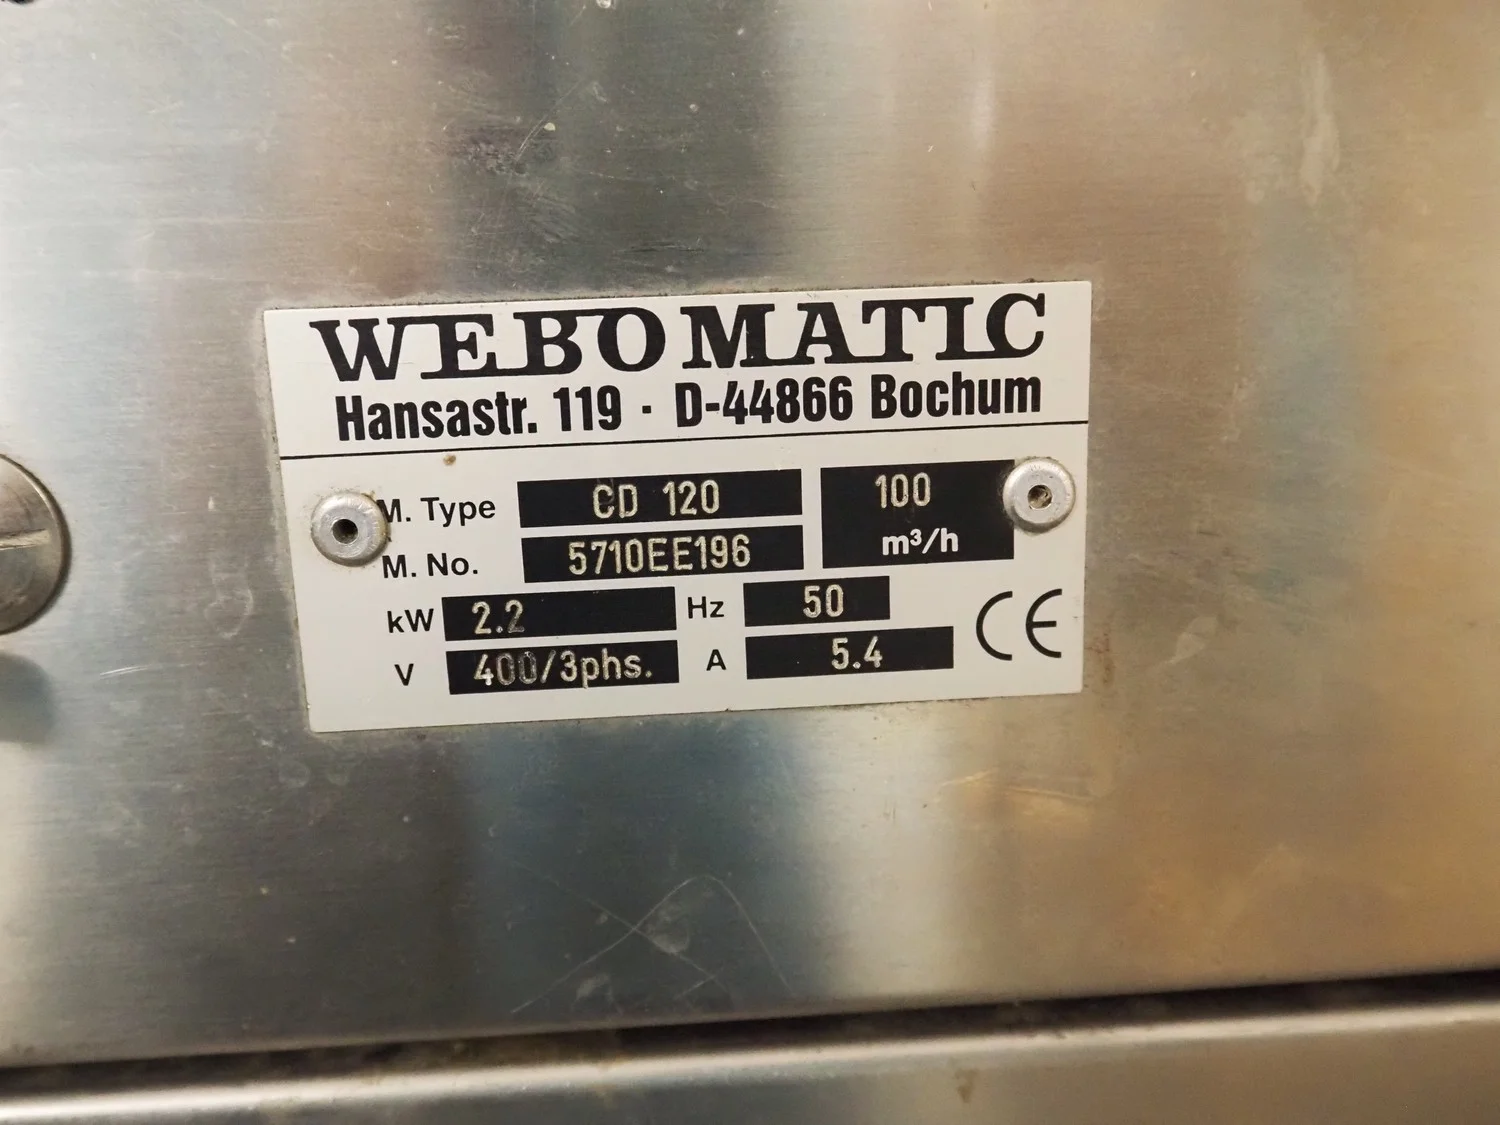 WEBOMATIC
Hansastr. 119 · D-44866 Bochum
M. Type CD 120 100
m³/h
M. No. 5710EE196
kW 2.2 Hz 50
V 400/3phs. A 5.4
CE